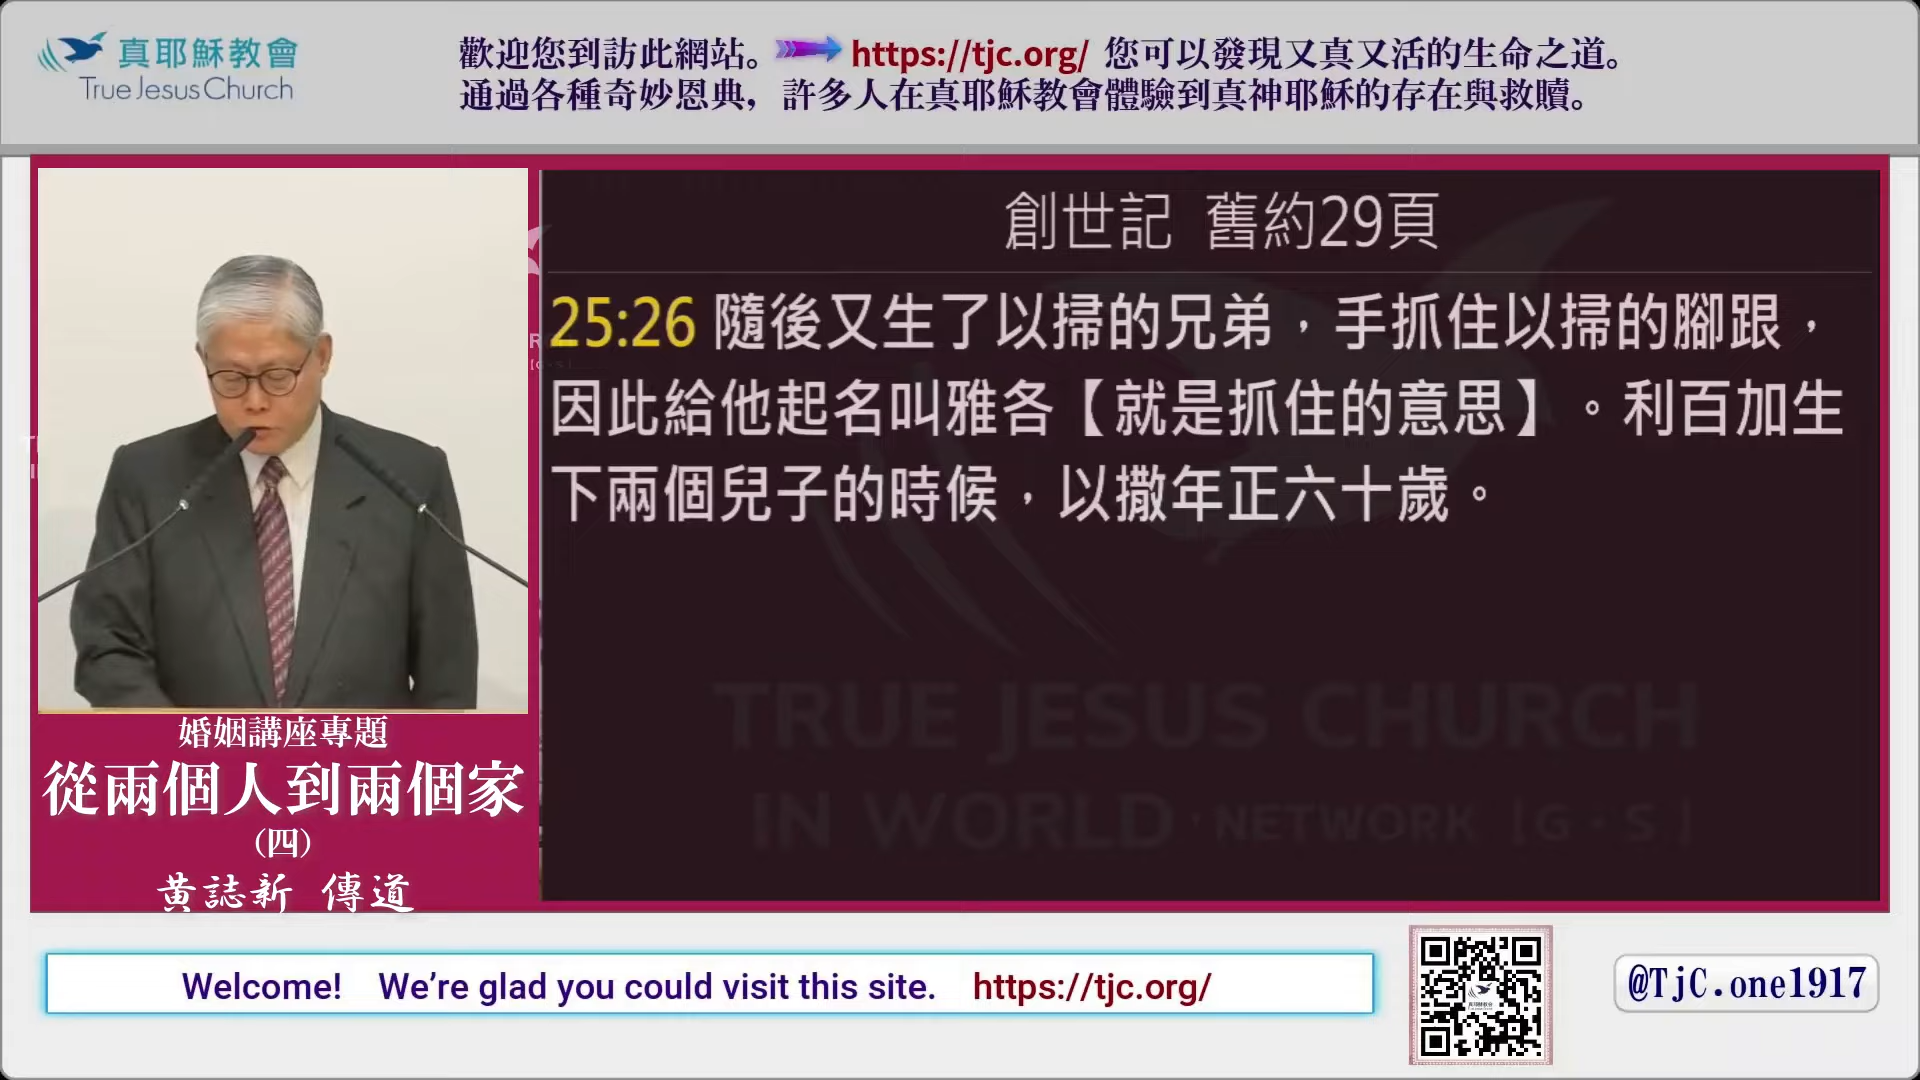 真耶穌教會
True Jesus Church
歡迎您到訪此網站。 https://tjc.org/ 您可以發現又真又活的生命之道。
通過各種奇妙恩典，許多人在真耶穌教會體驗到真神耶穌的存在與救贖。
創世記 舊約29頁
25:26 隨後又生了以掃的兄弟，手抓住以掃的腳跟，
因此給他起名叫雅各【就是抓住的意思】。利百加生
下兩個兒子的時候，以撒年正六十歲。
TRUE JESUS CHURCH
IN WORLD · NETWORK [G · S]
婚姻講座專題
從兩個人到兩個家
(四)
黄誌新 傳道
Welcome! We’re glad you could visit this site. https://tjc.org/
@TjC.one1917